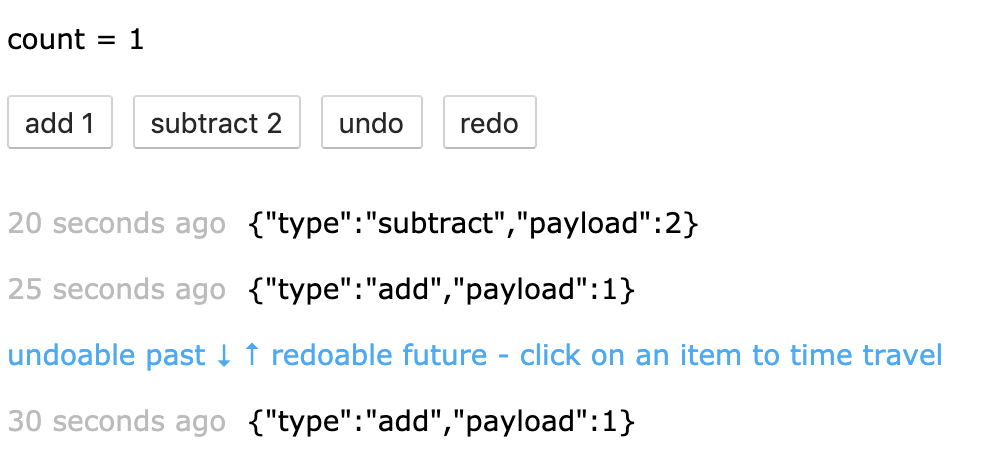 count = 1
add 1 subtract 2 undo redo
20 seconds ago {"type":"subtract","payload":2}
25 seconds ago {"type":"add","payload":1}
undoable past ↓ ↑ redoable future - click on an item to time travel
30 seconds ago {"type":"add","payload":1}